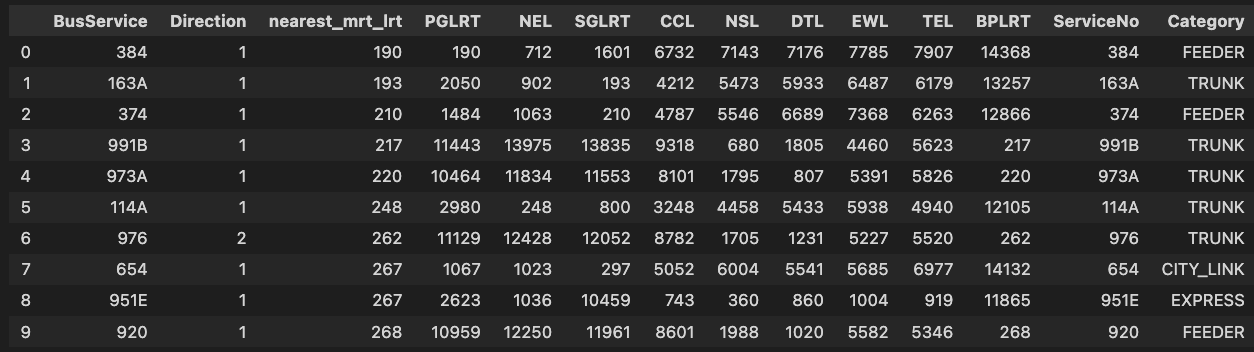 BusService Direction nearest_mrt_lrt PGLRT NEL SGLRT CCL NSL DTL EWL TEL BPLRT ServiceNo Category
0 384 1 190 190 712 1601 6732 7143 7176 7785 7907 14368 384 FEEDER
1 163A 1 193 2050 902 193 4212 5473 5933 6487 6179 13257 163A TRUNK
2 374 1 210 1484 1063 210 4787 5546 6689 7368 6263 12866 374 FEEDER
3 991B 1 217 11443 13975 13835 9318 680 1805 4460 5623 217 991B TRUNK
4 973A 1 220 10464 11834 11553 8101 1795 807 5391 5826 220 973A TRUNK
5 114A 1 248 2980 248 800 3248 4458 5433 5938 4940 12105 114A TRUNK
6 976 2 262 11129 12428 12052 8782 1705 1231 5227 5520 262 976 TRUNK
7 654 1 267 1067 1023 297 5052 6004 5541 5685 6977 14132 654 CITY_LINK
8 951E 1 267 2623 1036 10459 743 360 860 1004 919 11865 951E EXPRESS
9 920 1 268 10959 12250 11961 8601 1988 1020 5582 5346 268 920 FEEDER